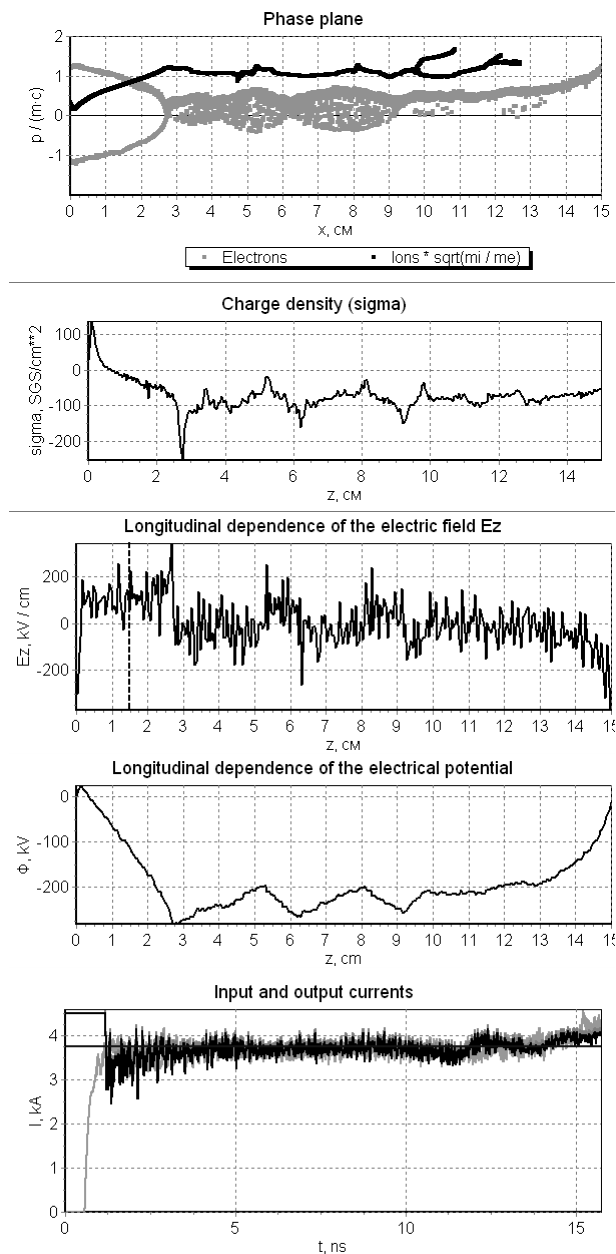 Phase plane
p / (m·c)
2
1
0
-1
0 1 2 3 4 5 6 7 8 9 10 11 12 13 14 15
x, см
Electrons Ions * sqrt(mi / me)
Charge density (sigma)
sigma, SGS/cm**2
100
0
-100
-200
0 2 4 6 8 10 12 14
z, см
Longitudinal dependence of the electric field Ez
Ez, kV / cm
200
0
-200
0 1 2 3 4 5 6 7 8 9 10 11 12 13 14 15
z, см
Longitudinal dependence of the electrical potential
Φ, kV
0
-100
-200
0 1 2 3 4 5 6 7 8 9 10 11 12 13 14 15
z, cm
Input and output currents
I, kA
4
3
2
1
0
0 5 10
t, ns